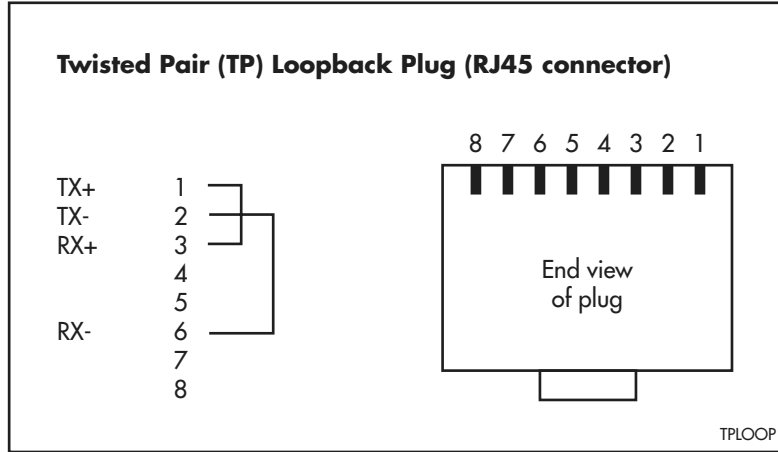 Twisted Pair (TP) Loopback Plug (RJ45 connector)
8 7 6 5 4 3 2 1
TX+ 1
TX- 2
RX+ 3
4
5
RX- 6
7
8
End view
of plug
TPLOOP